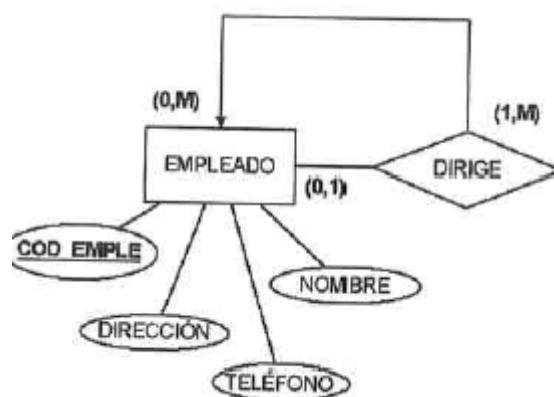 (0,M)
(1,M)
EMPLEADO
DIRIGE
(0,1)
COD EMPLE
NOMBRE
DIRECCIÓN
TELÉFONO